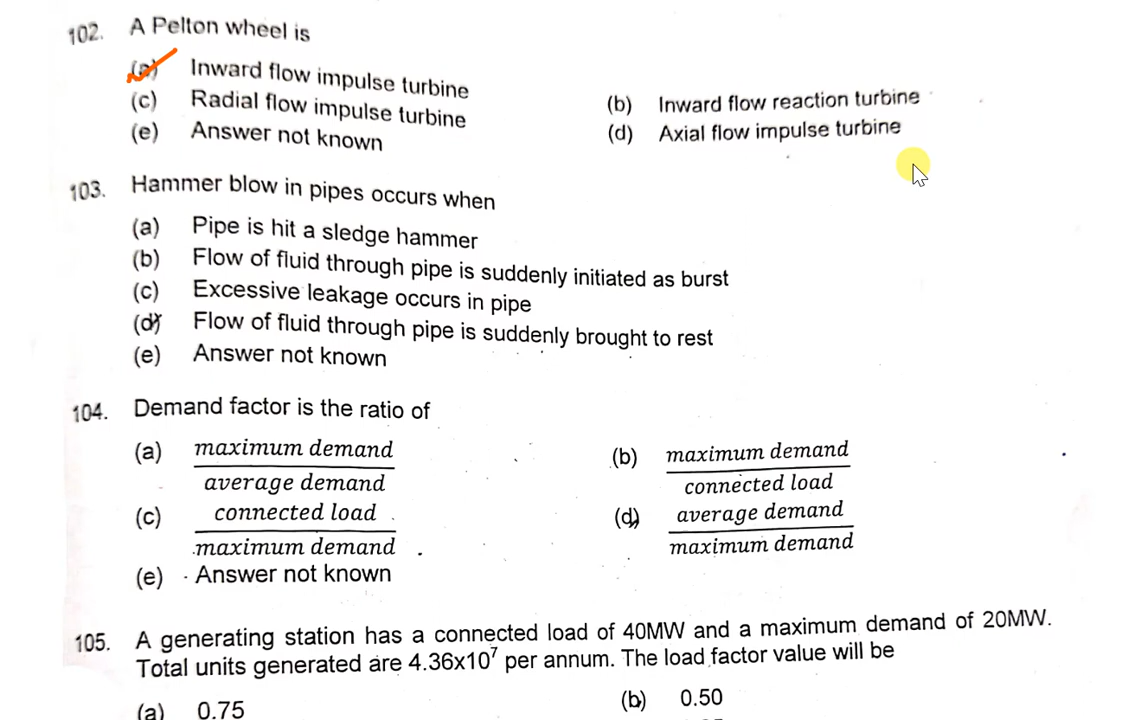 102. A Pelton wheel is
(a) Inward flow impulse turbine
(b) Inward flow reaction turbine
(c) Radial flow impulse turbine
(d) Axial flow impulse turbine
(e) Answer not known
103. Hammer blow in pipes occurs when
(a) Pipe is hit a sledge hammer
(b) Flow of fluid through pipe is suddenly initiated as burst
(c) Excessive leakage occurs in pipe
(d) Flow of fluid through pipe is suddenly brought to rest
(e) Answer not known
104. Demand factor is the ratio of
(a) maximum demand
average demand
(b) maximum demand
connected load
(c) connected load
maximum demand
(d) average demand
maximum demand
(e) Answer not known
105. A generating station has a connected load of 40MW and a maximum demand of 20MW.
Total units generated are 4.36x10⁷ per annum. The load factor value will be
(a) 0.75
(b) 0.50